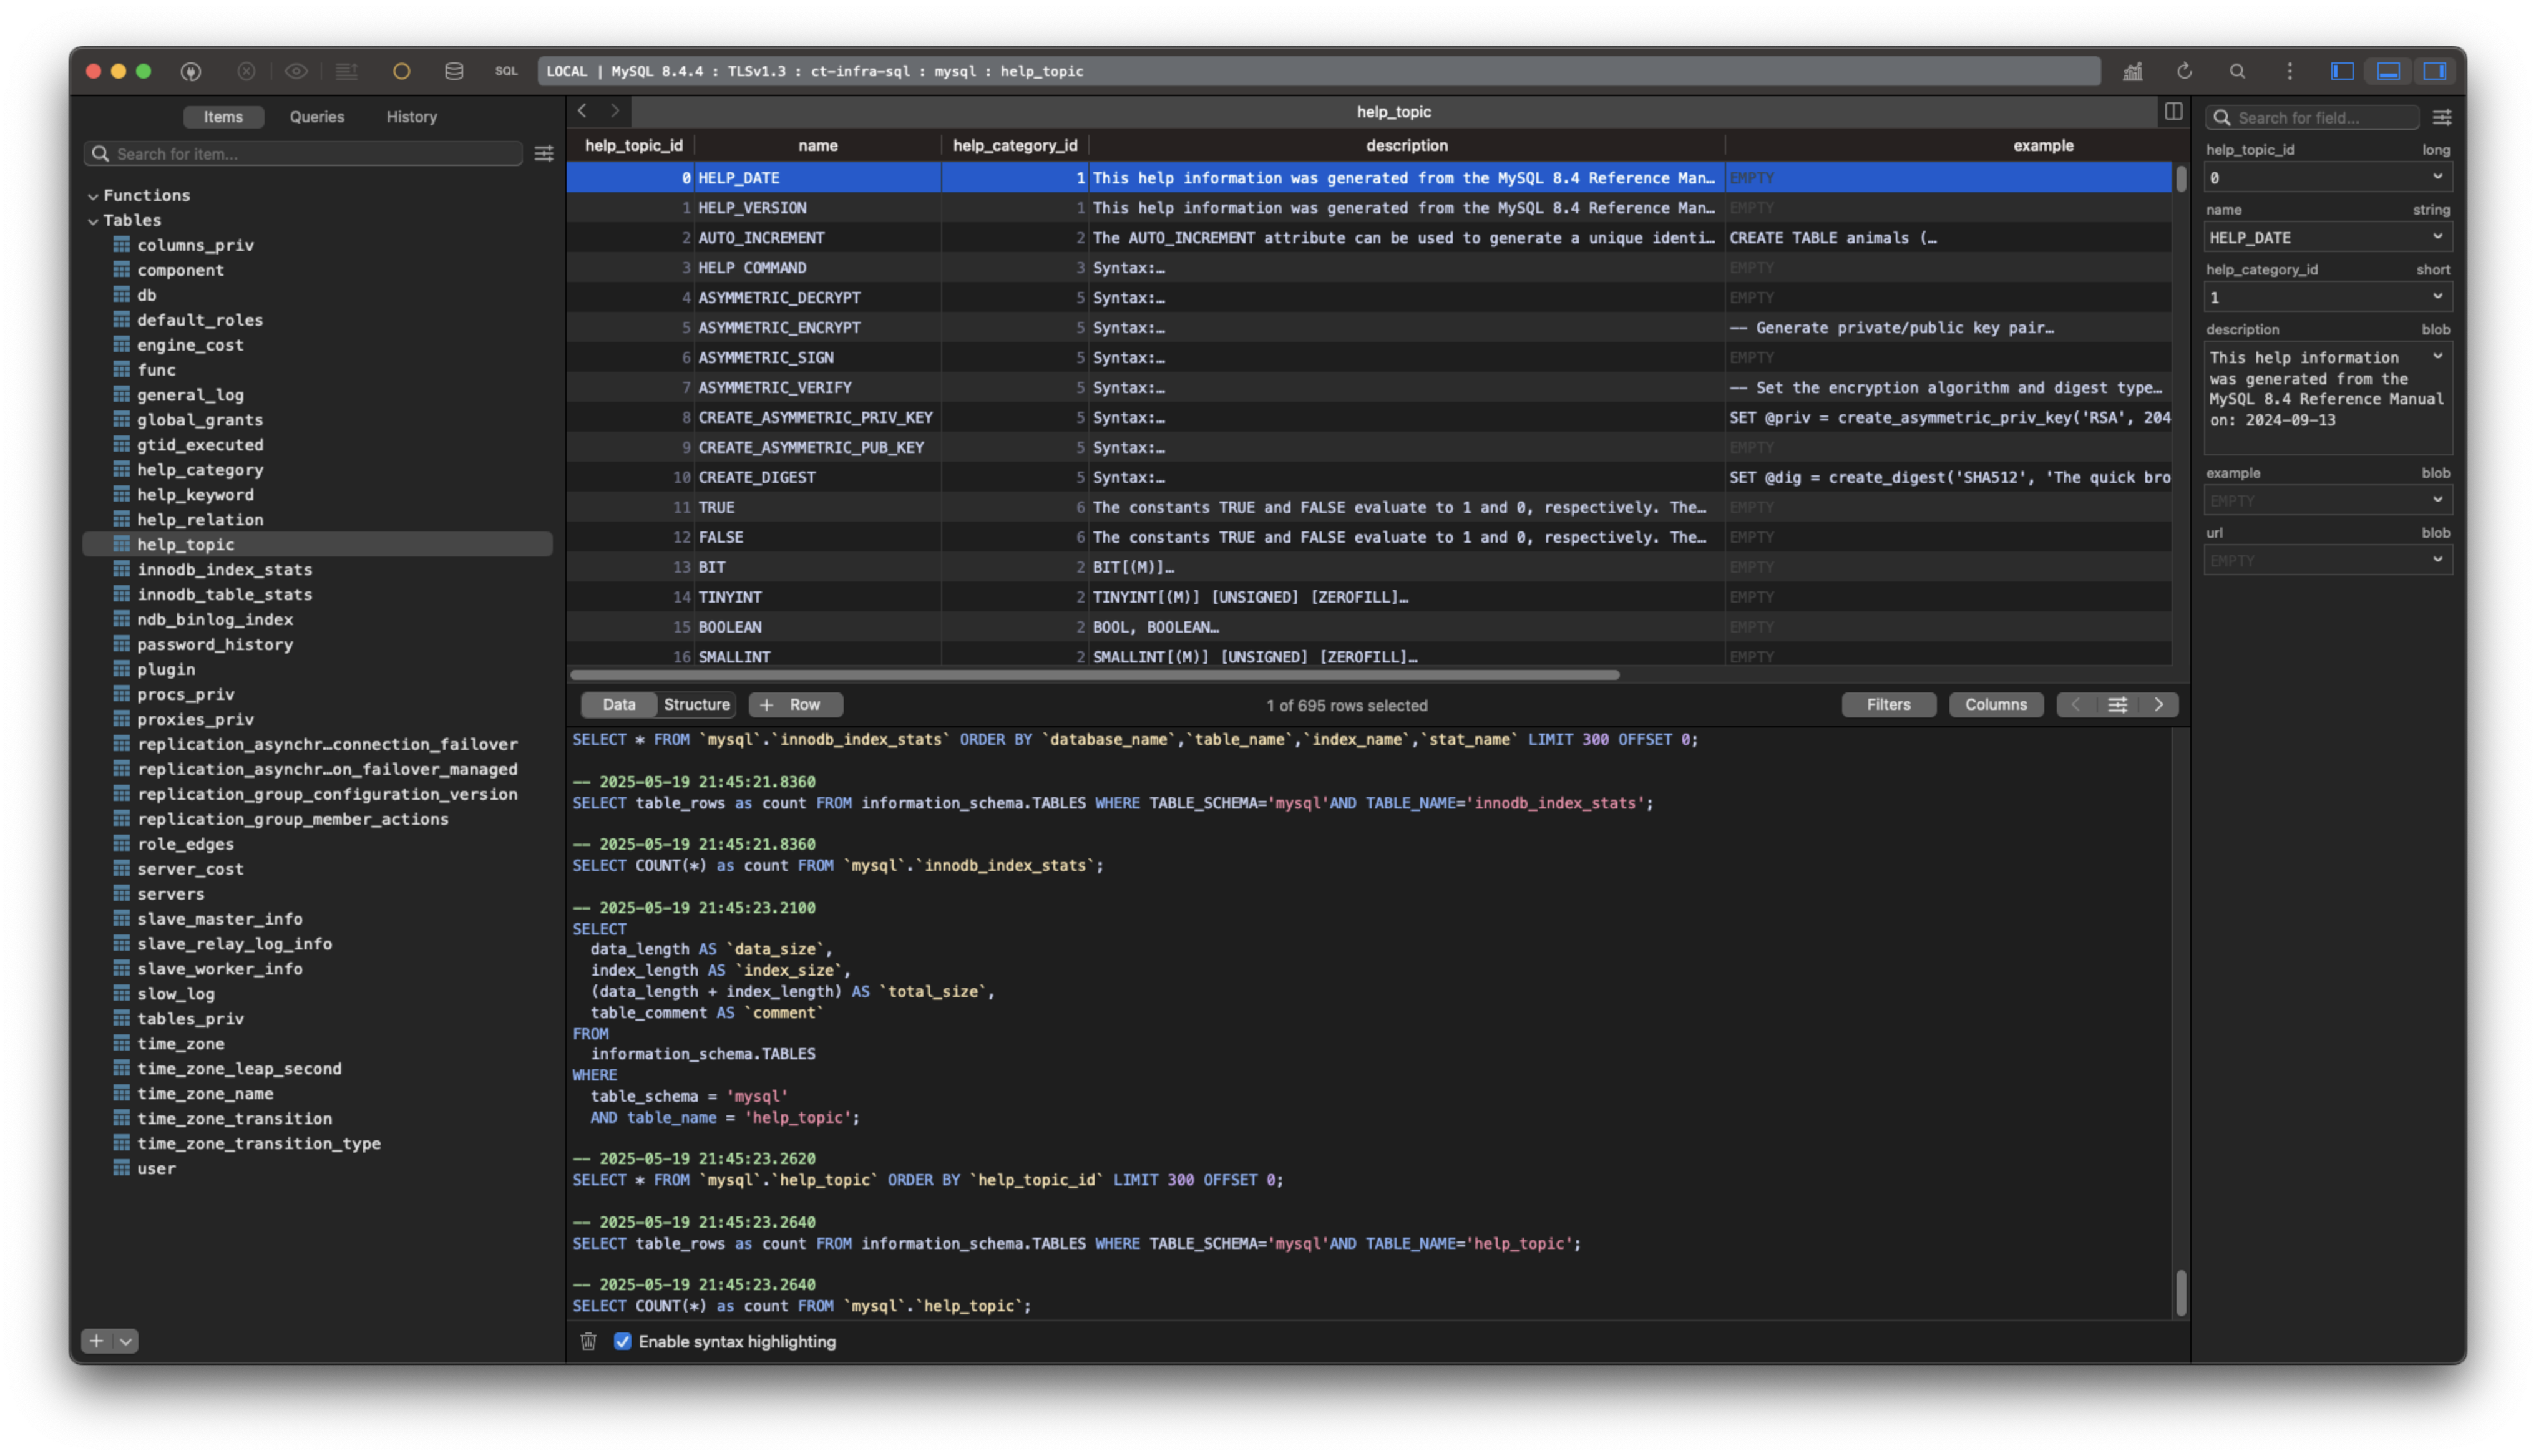 SQL
LOCAL | MySQL 8.4.4 : TLSv1.3 : ct-infra-sql : mysql : help_topic
Items Queries History
Search for item...
Functions
Tables
columns_priv
component
db
default_roles
engine_cost
func
general_log
global_grants
gtid_executed
help_category
help_keyword
help_relation
help_topic
innodb_index_stats
innodb_table_stats
ndb_binlog_index
password_history
plugin
procs_priv
proxies_priv
replication_asynchr…connection_failover
replication_asynchr…on_failover_managed
replication_group_configuration_version
replication_group_member_actions
role_edges
server_cost
servers
slave_master_info
slave_relay_log_info
slave_worker_info
slow_log
tables_priv
time_zone
time_zone_leap_second
time_zone_name
time_zone_transition
time_zone_transition_type
user
help_topic
help_topic_id name help_category_id description example
0 HELP_DATE 1 This help information was generated from the MySQL 8.4 Reference Man… EMPTY
1 HELP_VERSION 1 This help information was generated from the MySQL 8.4 Reference Man… EMPTY
2 AUTO_INCREMENT 2 The AUTO_INCREMENT attribute can be used to generate a unique identi… CREATE TABLE animals (…
3 HELP COMMAND 3 Syntax:… EMPTY
4 ASYMMETRIC_DECRYPT 5 Syntax:… EMPTY
5 ASYMMETRIC_ENCRYPT 5 Syntax:… -- Generate private/public key pair…
6 ASYMMETRIC_SIGN 5 Syntax:… EMPTY
7 ASYMMETRIC_VERIFY 5 Syntax:… -- Set the encryption algorithm and digest type…
8 CREATE_ASYMMETRIC_PRIV_KEY 5 Syntax:… SET @priv = create_asymmetric_priv_key('RSA', 204
9 CREATE_ASYMMETRIC_PUB_KEY 5 Syntax:… EMPTY
10 CREATE_DIGEST 5 Syntax:… SET @dig = create_digest('SHA512', 'The quick bro
11 TRUE 6 The constants TRUE and FALSE evaluate to 1 and 0, respectively. The… EMPTY
12 FALSE 6 The constants TRUE and FALSE evaluate to 1 and 0, respectively. The… EMPTY
13 BIT 2 BIT[(M)]… EMPTY
14 TINYINT 2 TINYINT[(M)] [UNSIGNED] [ZEROFILL]… EMPTY
15 BOOLEAN 2 BOOL, BOOLEAN… EMPTY
16 SMALLINT 2 SMALLINT[(M)] [UNSIGNED] [ZEROFILL]… EMPTY
Data Structure + Row 1 of 695 rows selected Filters Columns
SELECT * FROM `mysql`.`innodb_index_stats` ORDER BY `database_name`,`table_name`,`index_name`,`stat_name` LIMIT 300 OFFSET 0;
-- 2025-05-19 21:45:21.8360
SELECT table_rows as count FROM information_schema.TABLES WHERE TABLE_SCHEMA='mysql'AND TABLE_NAME='innodb_index_stats';
-- 2025-05-19 21:45:21.8360
SELECT COUNT(*) as count FROM `mysql`.`innodb_index_stats`;
-- 2025-05-19 21:45:23.2100
SELECT
data_length AS `data_size`,
index_length AS `index_size`,
(data_length + index_length) AS `total_size`,
table_comment AS `comment`
FROM
information_schema.TABLES
WHERE
table_schema = 'mysql'
AND table_name = 'help_topic';
-- 2025-05-19 21:45:23.2620
SELECT * FROM `mysql`.`help_topic` ORDER BY `help_topic_id` LIMIT 300 OFFSET 0;
-- 2025-05-19 21:45:23.2640
SELECT table_rows as count FROM information_schema.TABLES WHERE TABLE_SCHEMA='mysql'AND TABLE_NAME='help_topic';
-- 2025-05-19 21:45:23.2640
SELECT COUNT(*) as count FROM `mysql`.`help_topic`;
Enable syntax highlighting
Search for field...
help_topic_id long
0
name string
HELP_DATE
help_category_id short
1
description blob
This help information
was generated from the
MySQL 8.4 Reference Manual
on: 2024-09-13
example blob
EMPTY
url blob
EMPTY